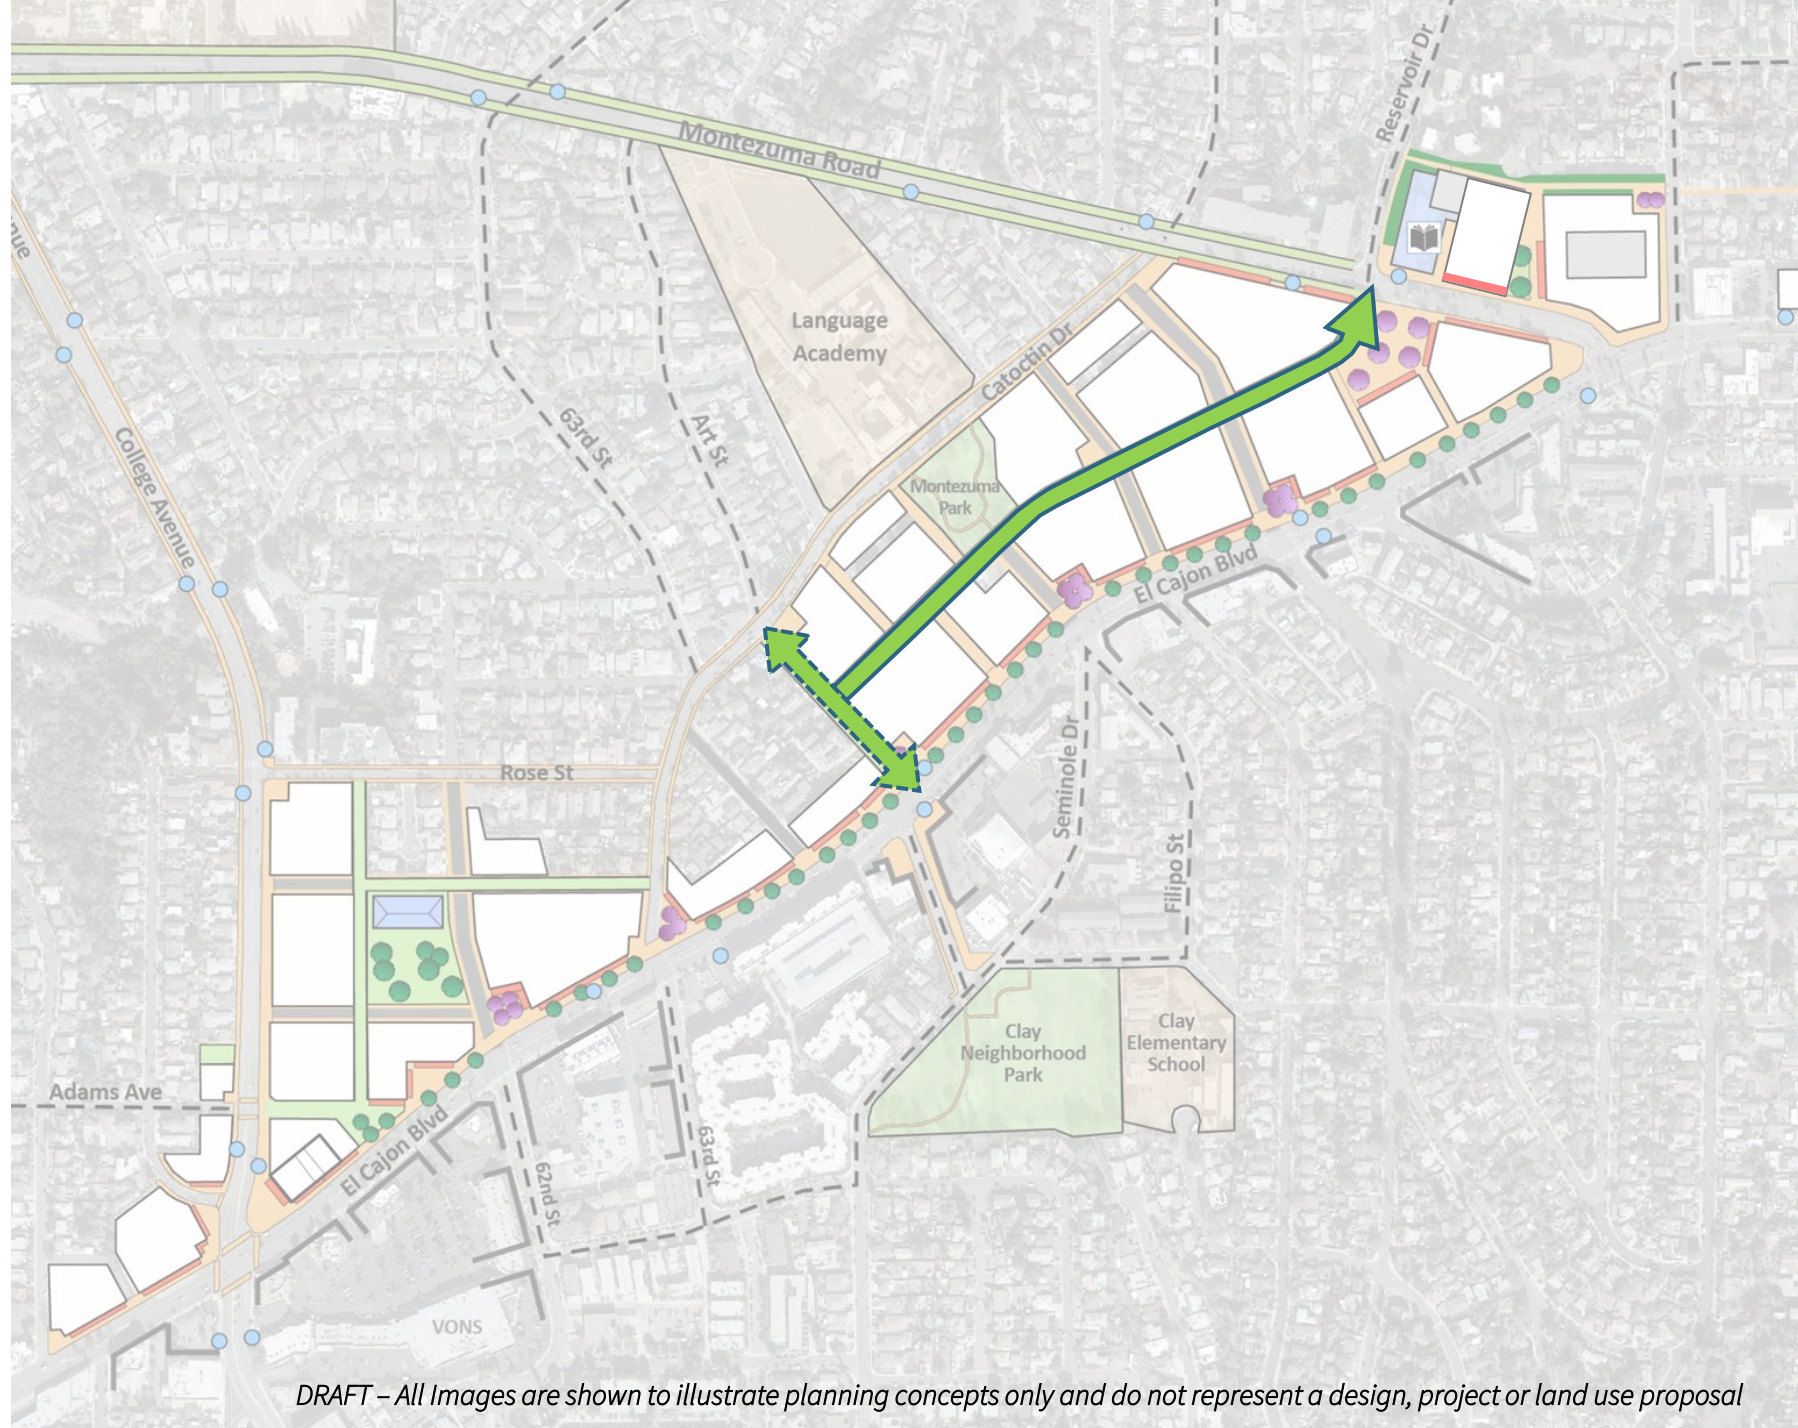 Reservoir Dr
Montezuma Road
nue
Language
Academy
Catoctin Dr
63rd St
Art St
College Avenue
Montezuma
Park
El Cajon Blvd
Seminole Dr
Rose St
Filipo St
Clay
Neighborhood
Park
Clay
Elementary
School
Adams Ave
El Cajon Blvd
62nd St
63rd St
VONS
DRAFT – All Images are shown to illustrate planning concepts only and do not represent a design, project or land use proposal